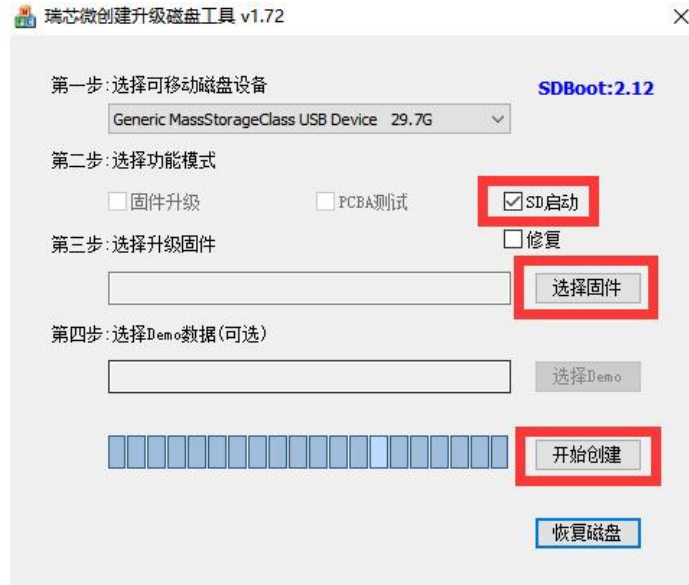 瑞芯微创建升级磁盘工具 v1.72
第一步:选择可移动磁盘设备
SDBoot:2.12
Generic MassStorageClass USB Device 29.7G
第二步:选择功能模式
固件升级 PCBA测试 SD启动
修复
第三步:选择升级固件
选择固件
第四步:选择Demo数据(可选)
选择Demo
开始创建
恢复磁盘